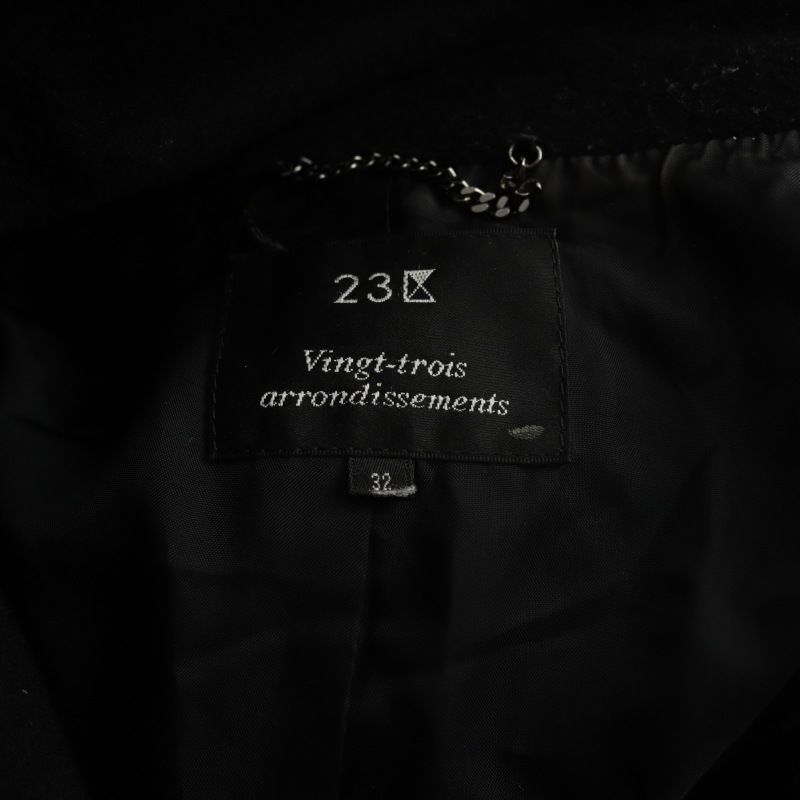 23区
Vingt-trois
arrondissements
32